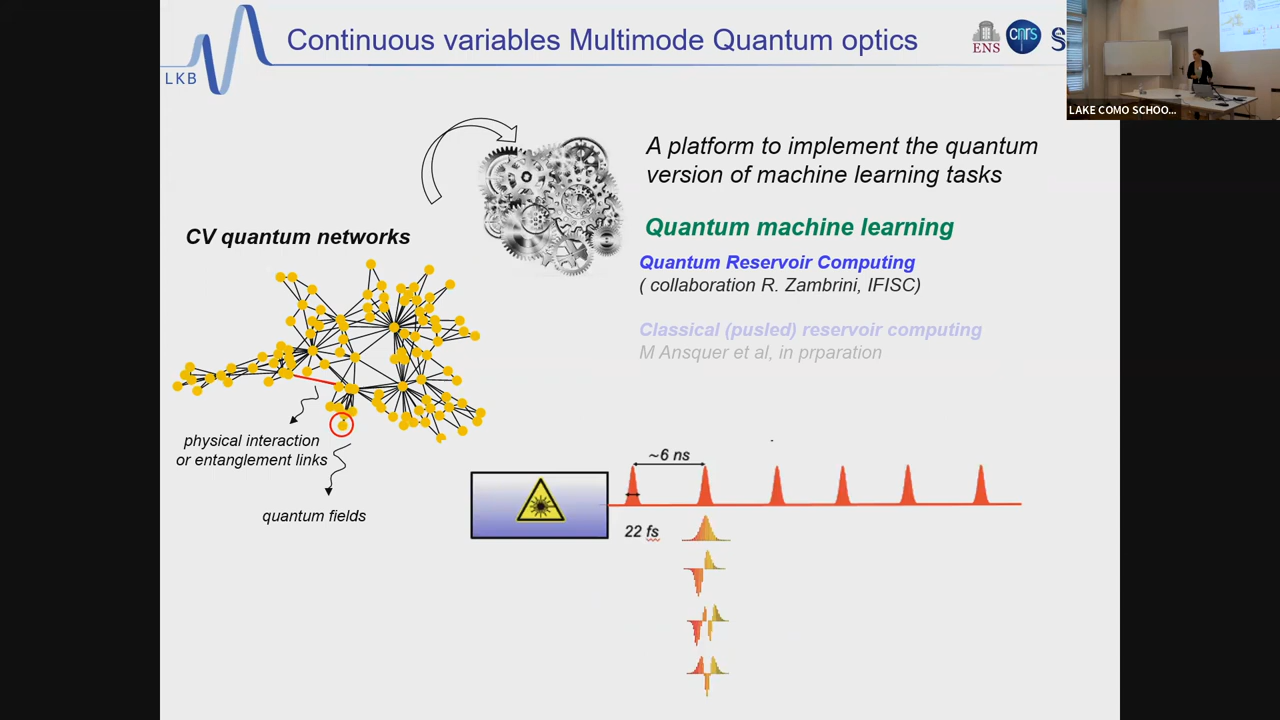 Continuous variables Multimode Quantum optics
LKB
ENS
cnrs
S
LAKE COMO SCHOO...
A platform to implement the quantum
version of machine learning tasks
Quantum machine learning
CV quantum networks
Quantum Reservoir Computing
( collaboration R. Zambrini, IFISC)
Classical (pusled) reservoir computing
M Ansquer et al, in prparation
physical interaction
or entanglement links
quantum fields
~6 ns
22 fs